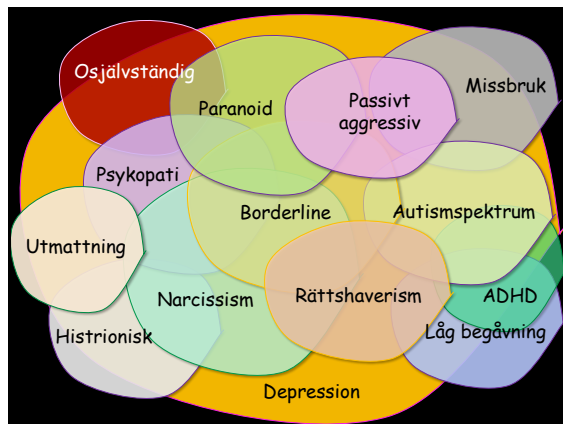 Osjälvständig
Paranoid
Passivt
aggressiv
Missbruk
Psykopati
Borderline
Autismspektrum
Utmattning
Narcissism
Rättshaverism
ADHD
Histrionisk
Låg begåvning
Depression